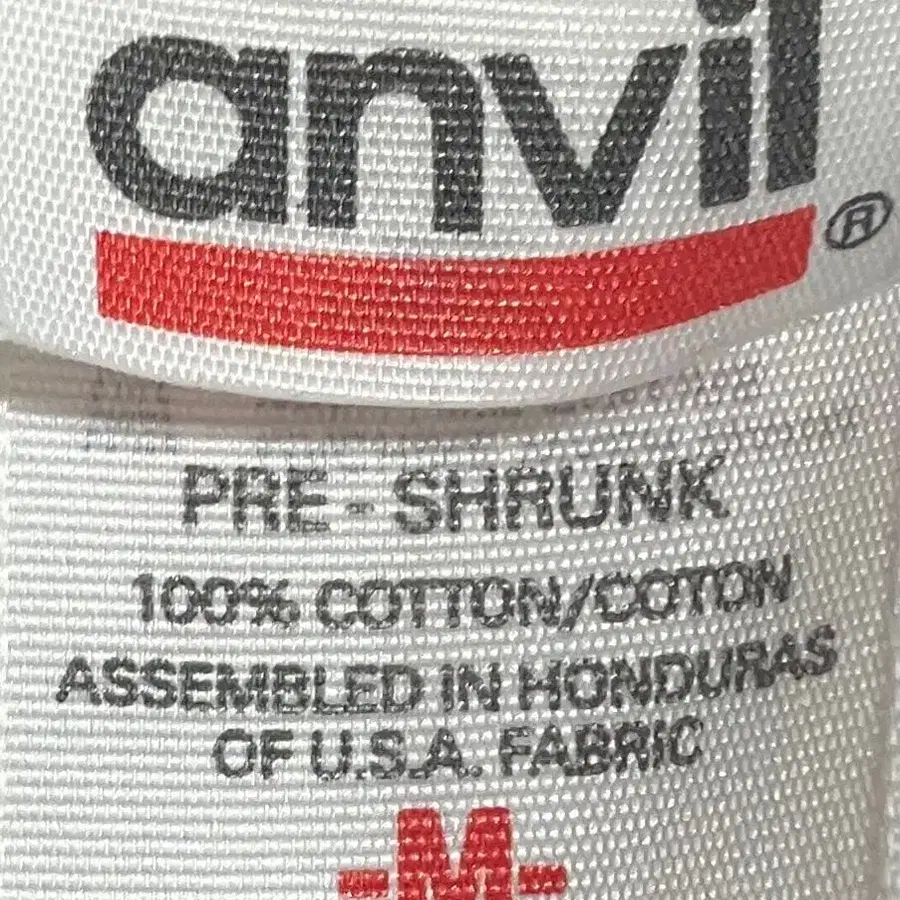 anvil®
PRE-SHRUNK
100% COTTON/COTON
ASSEMBLED IN HONDURAS
OF U.S.A. FABRIC
-M-